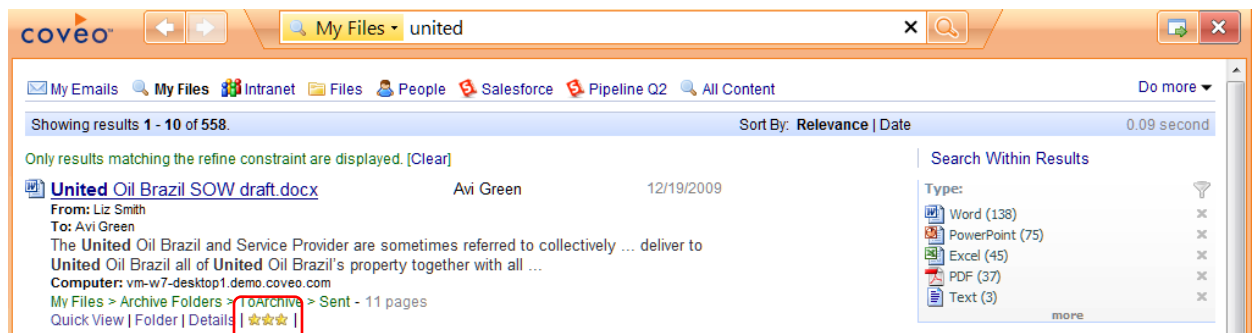 coveo™
My Files united
My Emails My Files Intranet Files People Salesforce Pipeline Q2 All Content Do more
Showing results 1 - 10 of 558. Sort By: Relevance | Date 0.09 second
Only results matching the refine constraint are displayed. [Clear]
United Oil Brazil SOW draft.docx Avi Green 12/19/2009
From: Liz Smith
To: Avi Green
The United Oil Brazil and Service Provider are sometimes referred to collectively ... deliver to
United Oil Brazil all of United Oil Brazil's property together with all ...
Computer: vm-w7-desktop1.demo.coveo.com
My Files > Archive Folders > ToArchive > Sent - 11 pages
Quick View | Folder | Details | |
Search Within Results
Type:
Word (138)
PowerPoint (75)
Excel (45)
PDF (37)
Text (3)
more